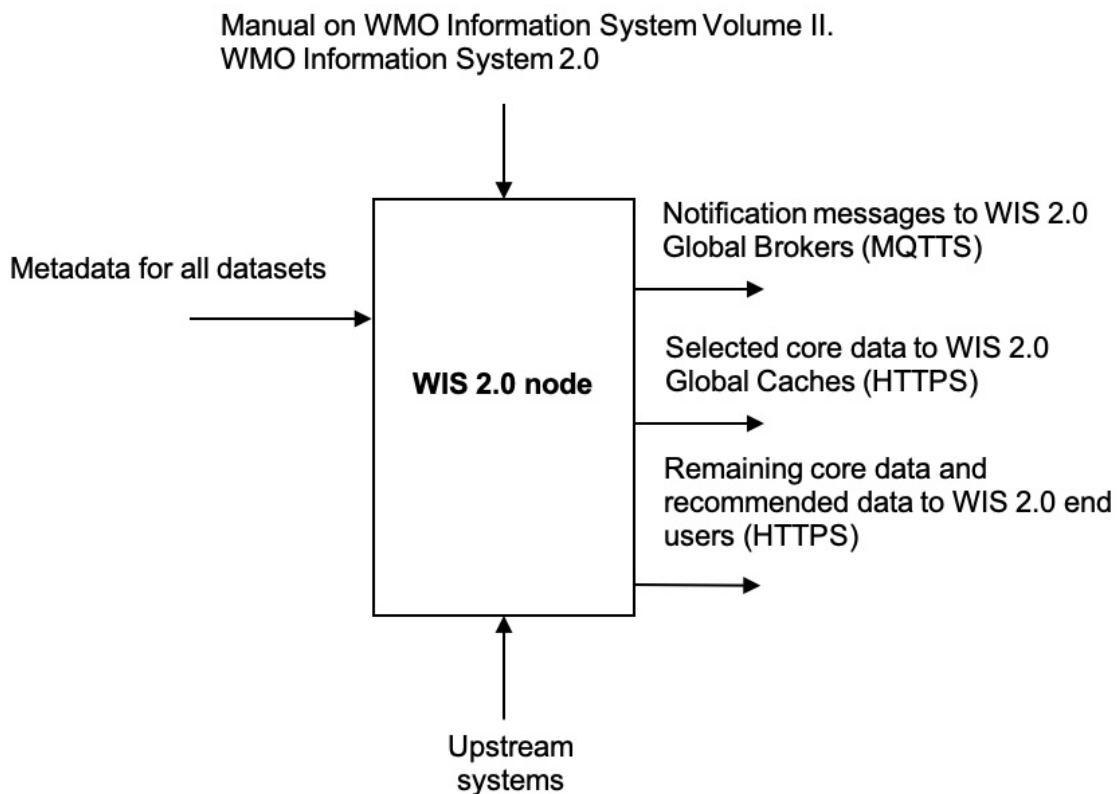 Manual on WMO Information System Volume II.
WMO Information System 2.0
Notification messages to WIS 2.0
Global Brokers (MQTTS)
Metadata for all datasets
Selected core data to WIS 2.0
Global Caches (HTTPS)
WIS 2.0 node
Remaining core data and
recommended data to WIS 2.0 end
users (HTTPS)
Upstream
systems